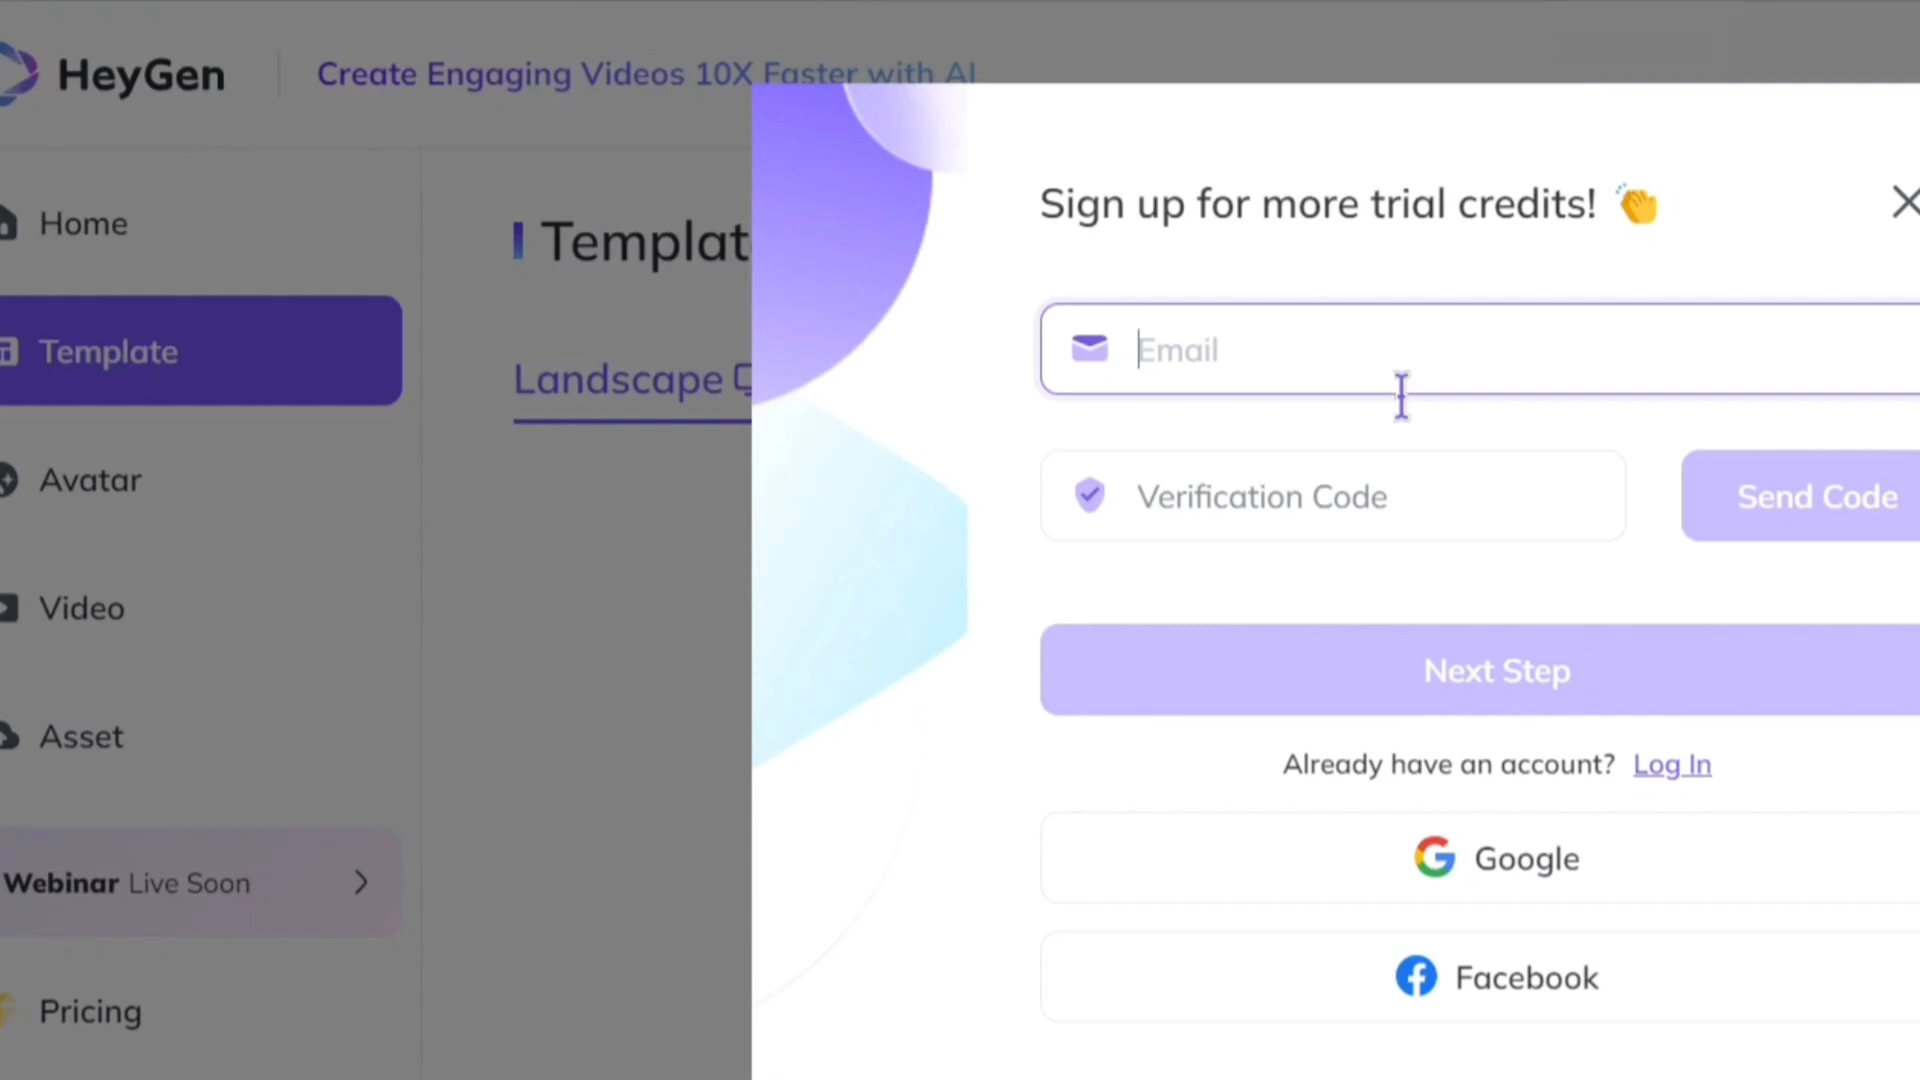 HeyGen
Create Engaging Videos 10X Faster with AI
Home
Template
Avatar
Video
Asset
Webinar Live Soon
Pricing
Templat
Landscape
Sign up for more trial credits! 👏
Email
Verification Code
Send Code
Next Step
Already have an account? Log In
Google
Facebook